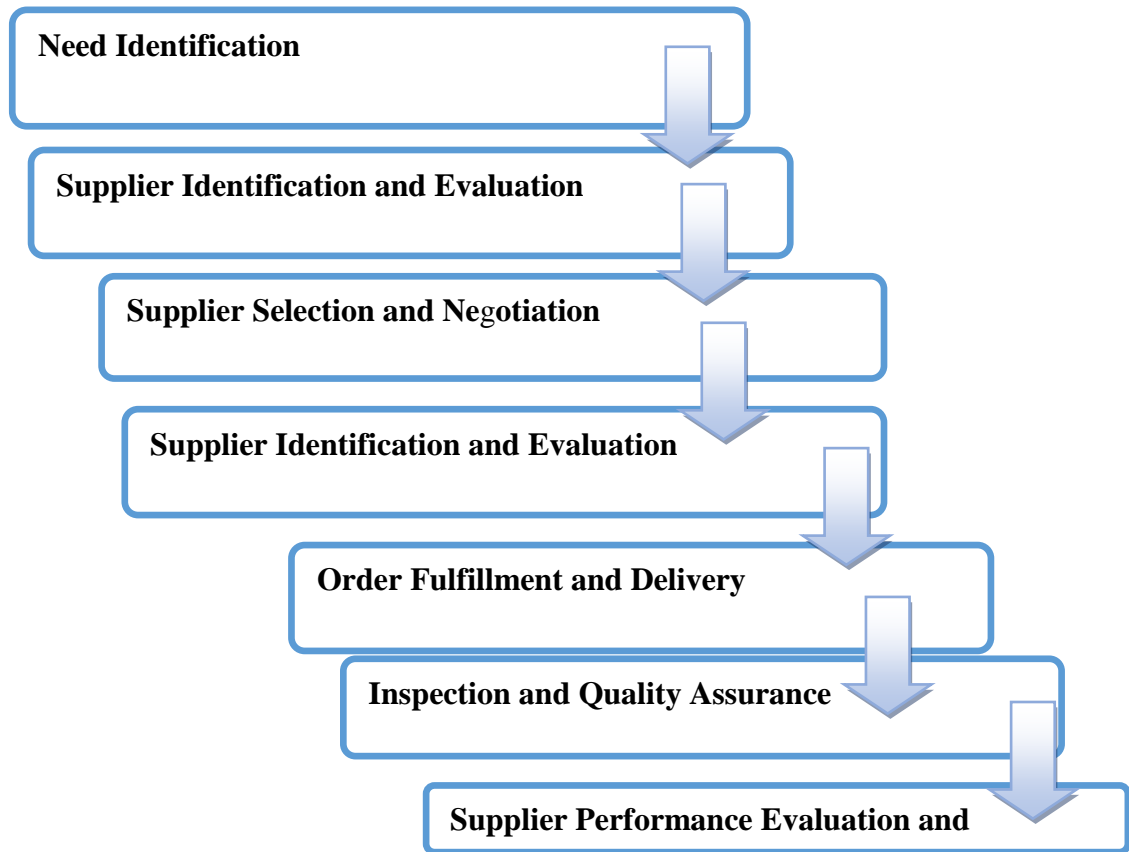 Need Identification
Supplier Identification and Evaluation
Supplier Selection and Negotiation
Supplier Identification and Evaluation
Order Fulfillment and Delivery
Inspection and Quality Assurance
Supplier Performance Evaluation and